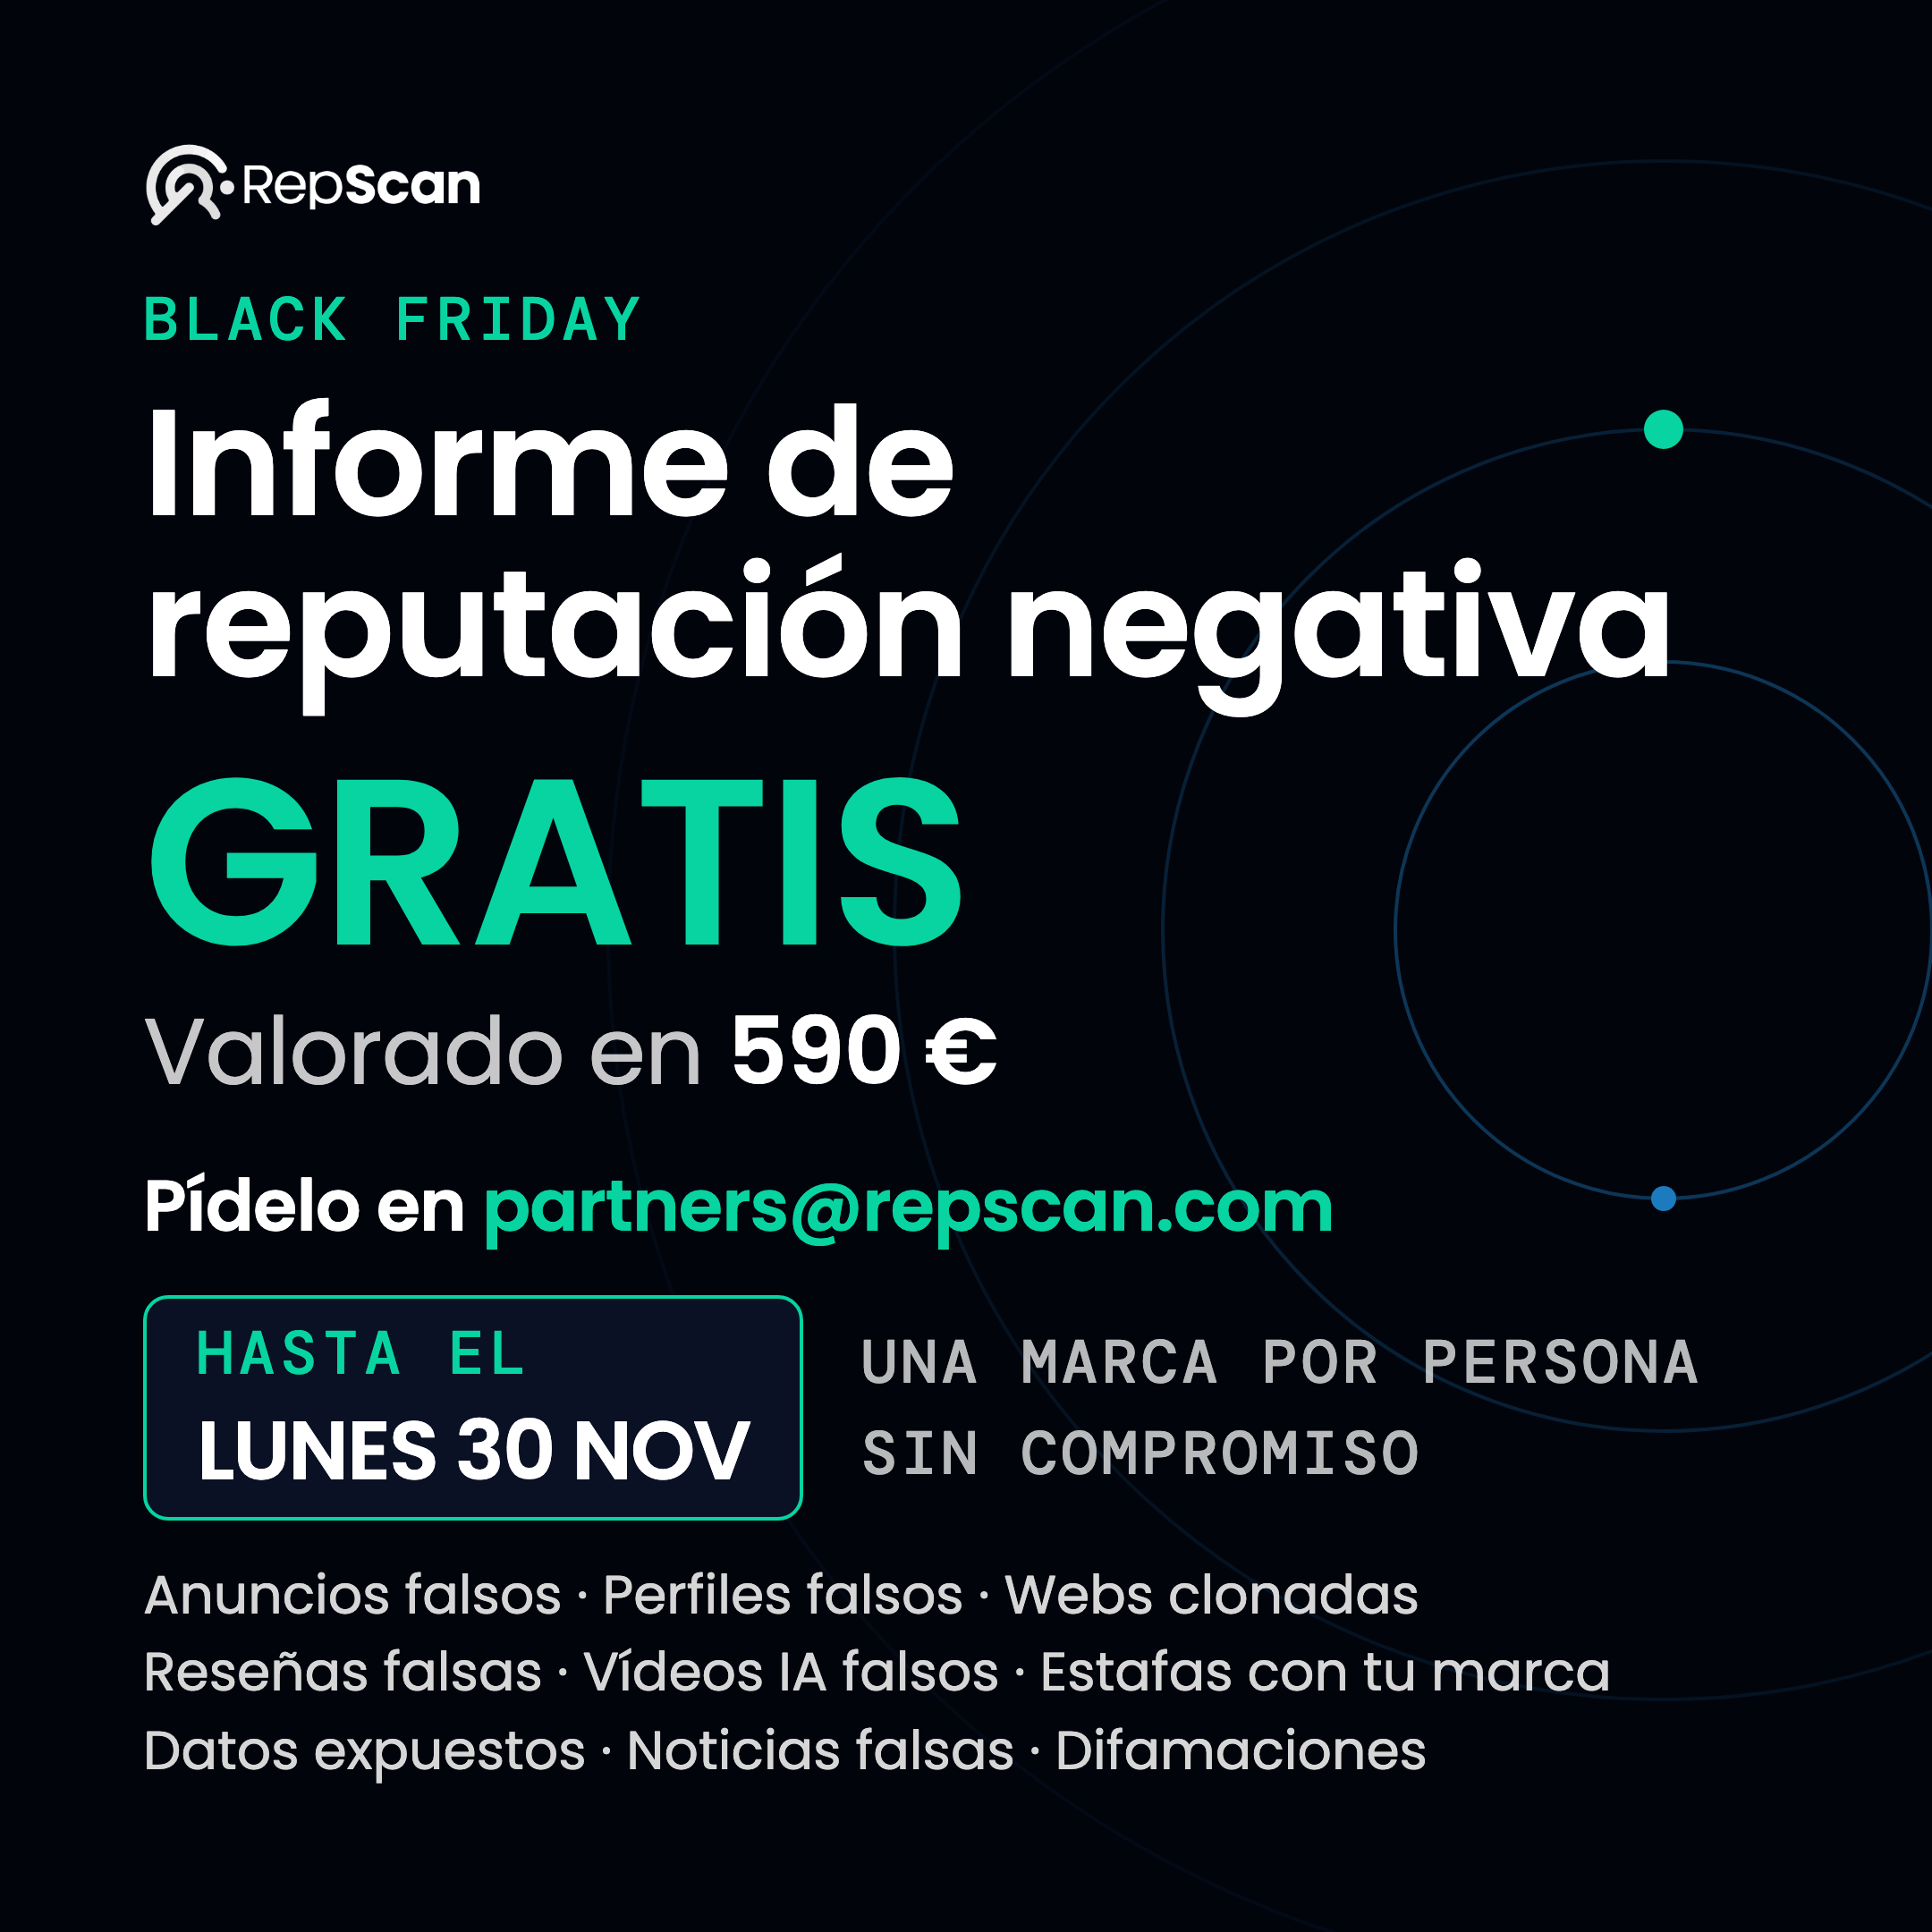 RepScan
BLACK FRIDAY
Informe de
reputación negativa
GRATIS
Valorado en 590 €
Pídelo en partners@repscan.com
HASTA EL
LUNES 30 NOV
UNA MARCA POR PERSONA
SIN COMPROMISO
Anuncios falsos · Perfiles falsos · Webs clonadas
Reseñas falsas · Vídeos IA falsos · Estafas con tu marca
Datos expuestos · Noticias falsas · Difamaciones